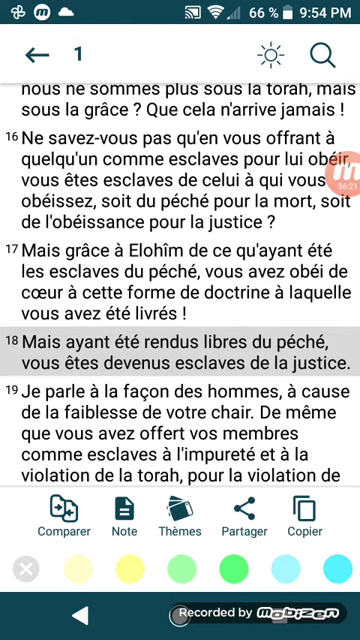 66 % 9:54 PM
1
nous ne sommes plus sous la torah, mais
sous la grâce ? Que cela n'arrive jamais !
16 Ne savez-vous pas qu'en vous offrant à
quelqu'un comme esclaves pour lui obéir,
vous êtes esclaves de celui à qui vous
obéissez, soit du péché pour la mort, soit
de l'obéissance pour la justice ?
36:21
17 Mais grâce à Elohîm de ce qu'ayant été
les esclaves du péché, vous avez obéi de
cœur à cette forme de doctrine à laquelle
vous avez été livrés !
18 Mais ayant été rendus libres du péché,
vous êtes devenus esclaves de la justice.
19 Je parle à la façon des hommes, à cause
de la faiblesse de votre chair. De même
que vous avez offert vos membres
comme esclaves à l'impureté et à la
violation de la torah, pour la violation de
Comparer Note Thèmes Partager Copier
Recorded by mobizen